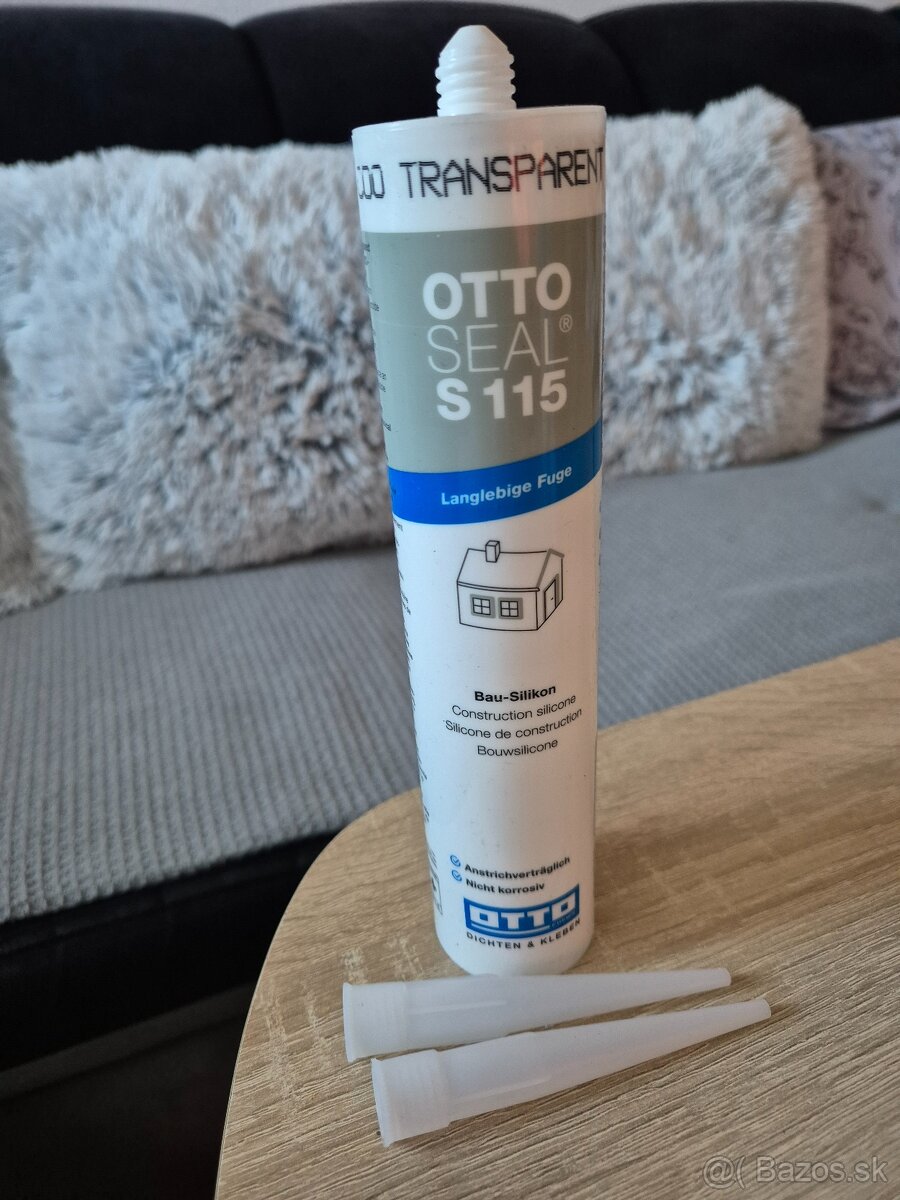 TRANSPARENT
OTTO
SEAL®
S 115
Langlebige Fuge
Bau-Silikon
Construction silicone
Silicone de construction
Bouwsilicone
Anstrichverträglich
Nicht korrosiv
OTTO
DICHTEN & KLEBEN
@( Bazos.sk